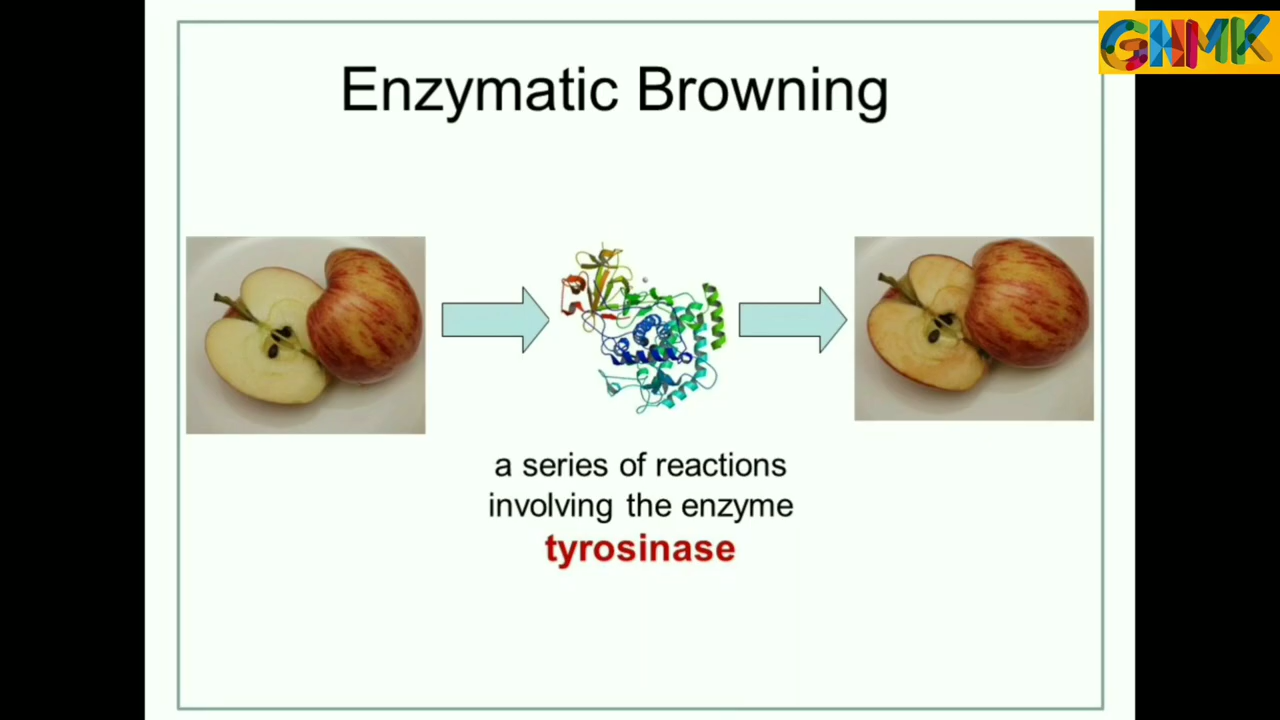 GNMK
Enzymatic Browning
a series of reactions
involving the enzyme
tyrosinase